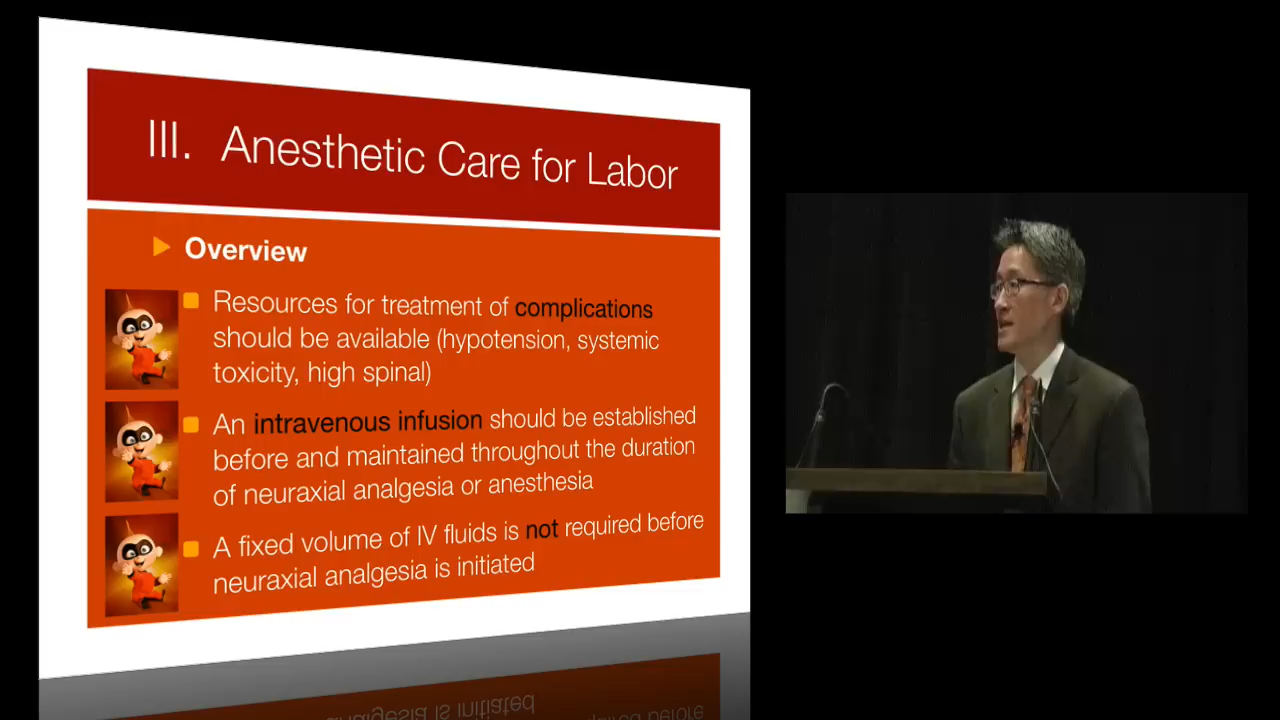 III. Anesthetic Care for Labor
Overview
Resources for treatment of complications
should be available (hypotension, systemic
toxicity, high spinal)
An intravenous infusion should be established
before and maintained throughout the duration
of neuraxial analgesia or anesthesia
A fixed volume of IV fluids is not required before
neuraxial analgesia is initiated